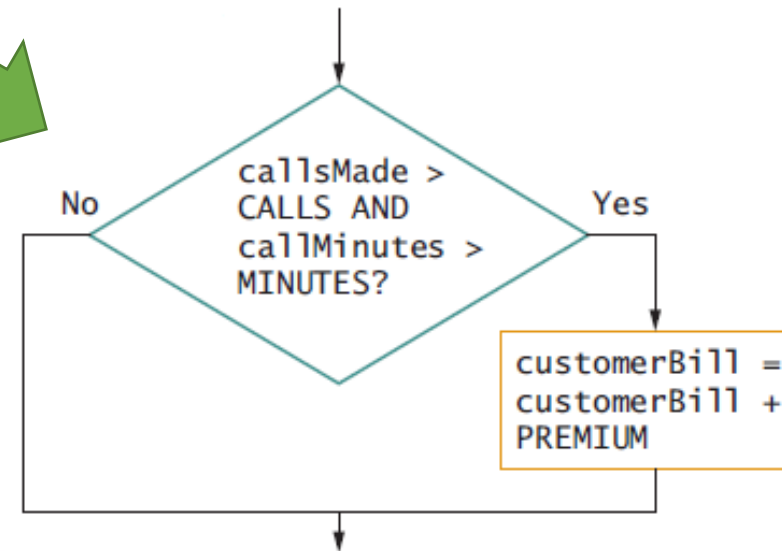 callsMade >
CALLS AND
callMinutes >
MINUTES?
No
Yes
customerBill =
customerBill +
PREMIUM